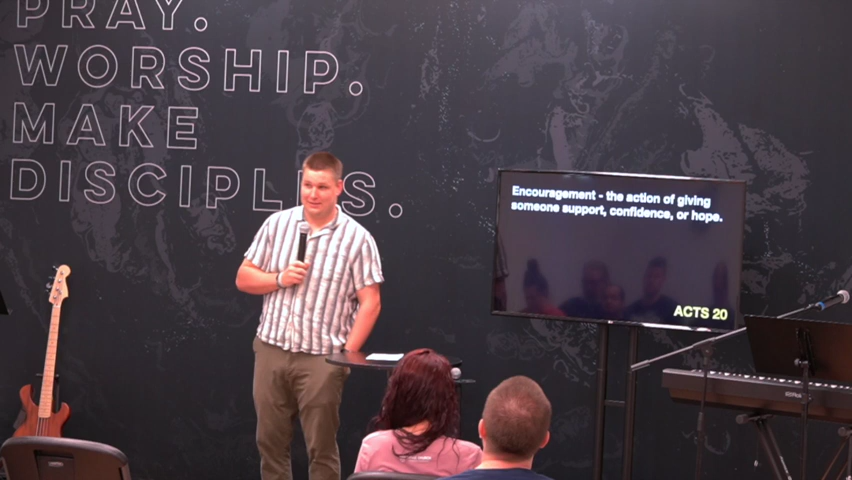 PRAY.
WORSHIP.
MAKE
DISCIPLES.
Encouragement - the action of giving
someone support, confidence, or hope.
ACTS 20